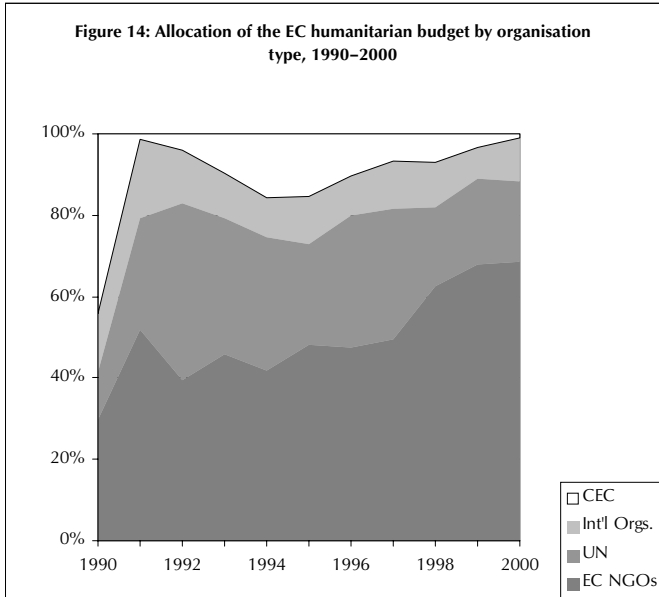 Figure 14: Allocation of the EC humanitarian budget by organisation
type, 1990–2000
100%
80%
60%
40%
20%
0%
1990 1992 1994 1996 1998 2000
CEC
Int'l Orgs.
UN
EC NGOs